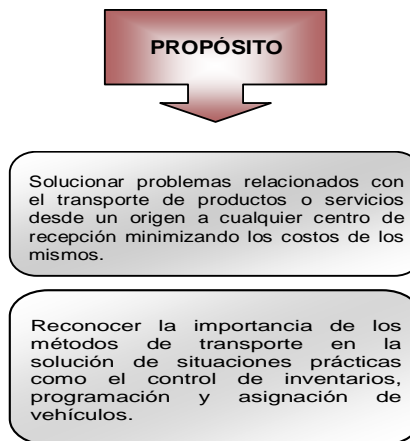 PROPÓSITO
Solucionar problemas relacionados con
el transporte de productos o servicios
desde un origen a cualquier centro de
recepción minimizando los costos de los
mismos.
Reconocer la importancia de los
métodos de transporte en la
solución de situaciones prácticas
como el control de inventarios,
programación y asignación de
vehículos.